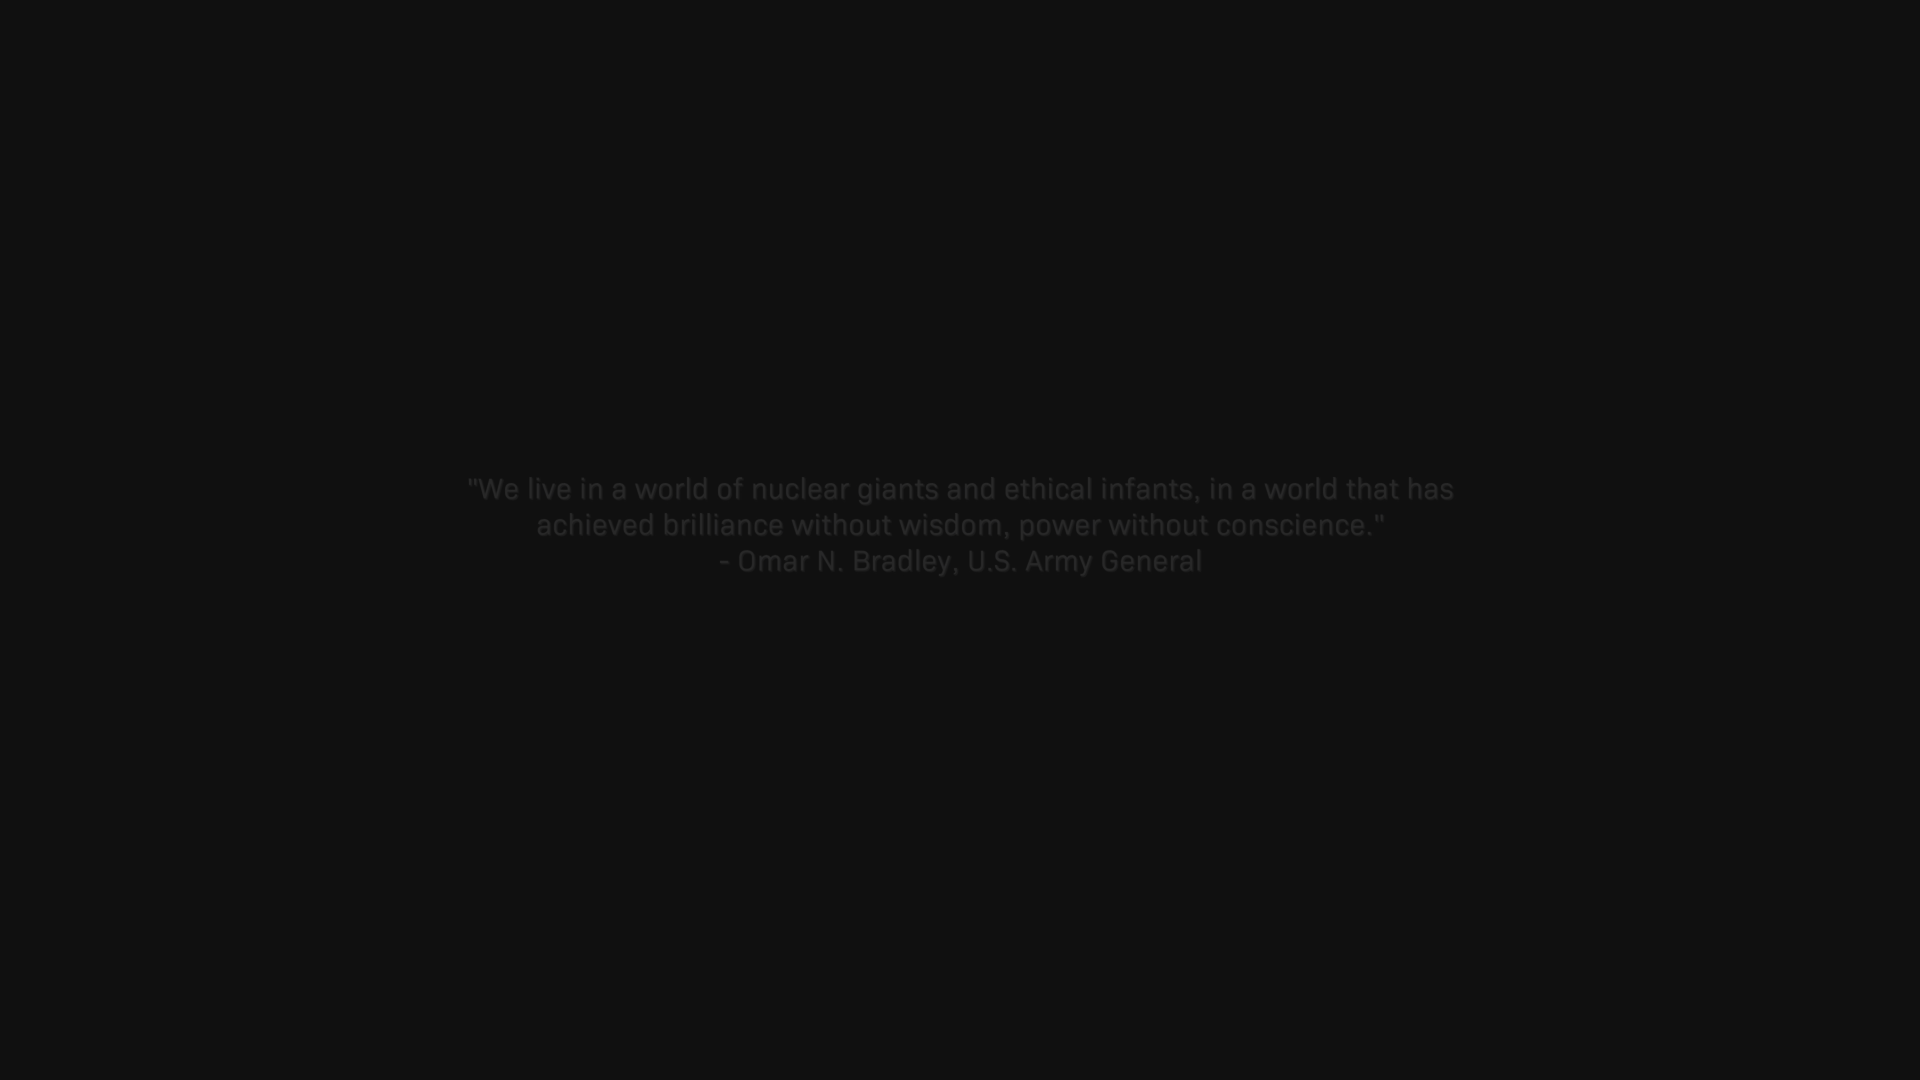 "We live in a world of nuclear giants and ethical infants, in a world that has
achieved brilliance without wisdom, power without conscience."
- Omar N. Bradley, U.S. Army General